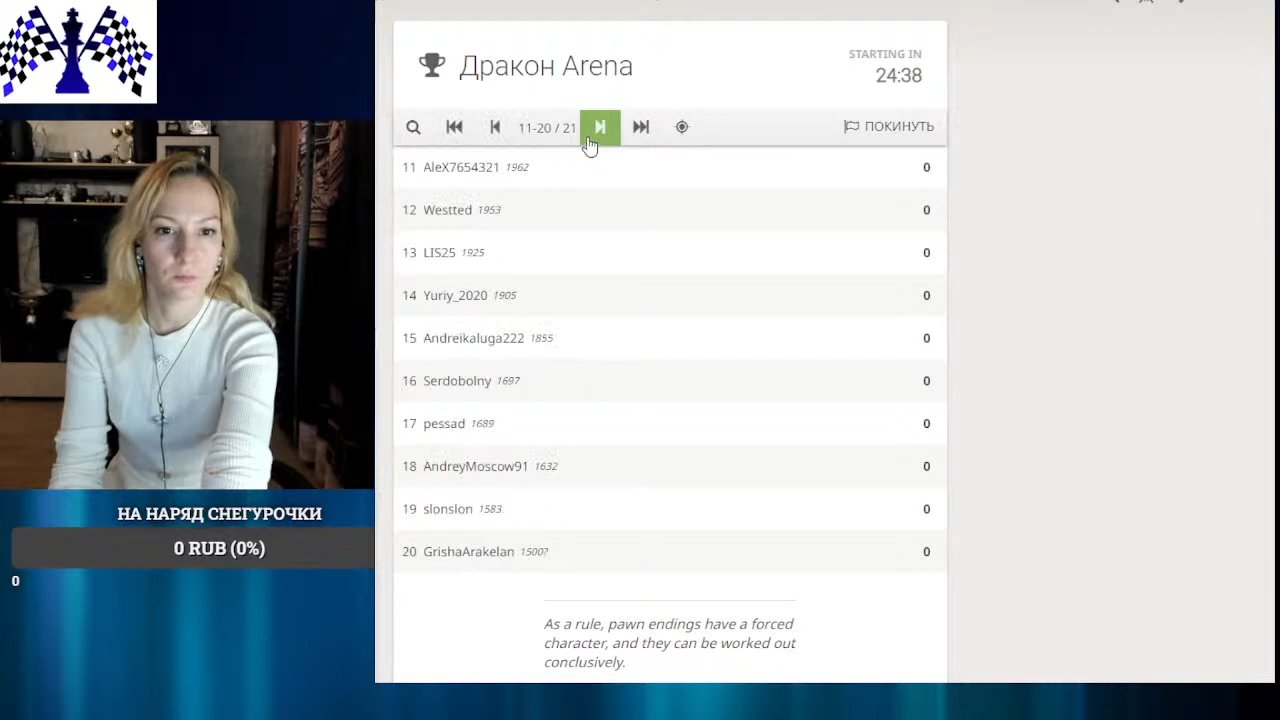 Дракон Arena
STARTING IN
24:38
11-20 / 21
ПОКИНУТЬ
11 AleX7654321 1962 0
12 Westted 1953 0
13 LIS25 1925 0
14 Yuriy_2020 1905 0
15 Andreikaluga222 1855 0
16 Serdobolny 1697 0
17 pessad 1689 0
18 AndreyMoscow91 1632 0
19 slonslon 1583 0
20 GrishaArakelan 1500? 0
As a rule, pawn endings have a forced
character, and they can be worked out
conclusively.
НА НАРЯД СНЕГУРОЧКИ
0 RUB (0%)
0